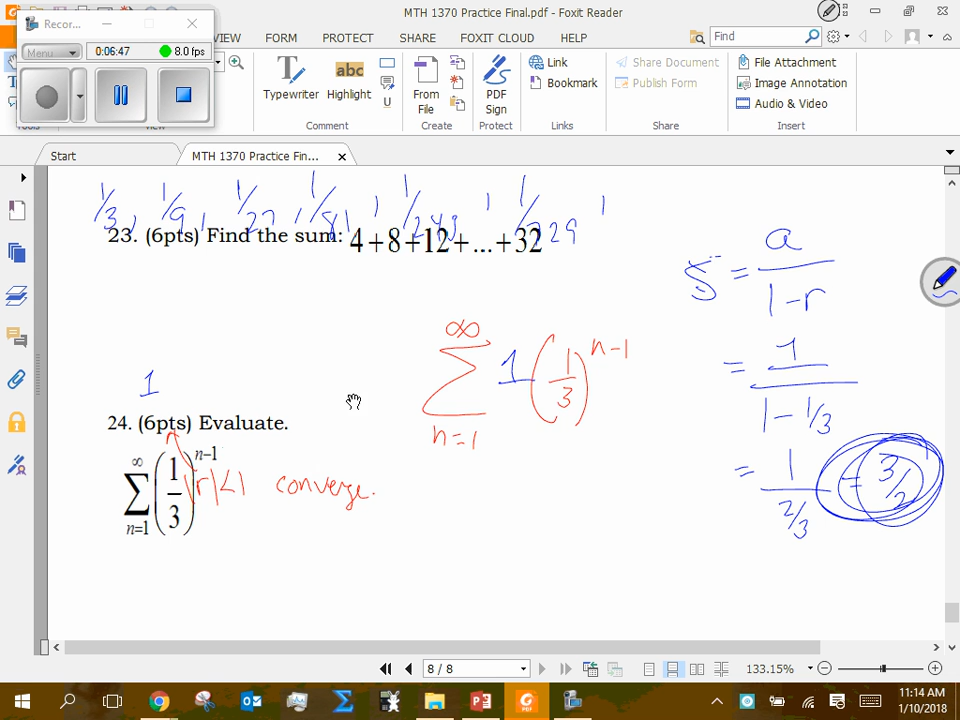 MTH 1370 Practice Final.pdf - Foxit Reader
Recor...
Menu
0:06:47
8.0 fps
VIEW
FORM
PROTECT
SHARE
FOXIT CLOUD
HELP
Find
Typewriter
Highlight
From File
PDF Sign
Link
Bookmark
Share Document
Publish Form
File Attachment
Image Annotation
Audio & Video
Comment
Create
Protect
Links
Share
Insert
Start
MTH 1370 Practice Fin...
1/3, 1/9, 1/27, 1/81, 1/243, 1/729,
23. (6pts) Find the sum: 4+8+12+...+32
S = a/(1-r)
∞
∑ 1 (1/3)^(n-1)
n=1
= 1/(1-1/3)
= 1/(2/3) = 3/2
1
24. (6pts) Evaluate.
∞
∑ (1/3)^(n-1)
n=1
|r|<1 converge.
8 / 8
133.15%
11:14 AM
1/10/2018